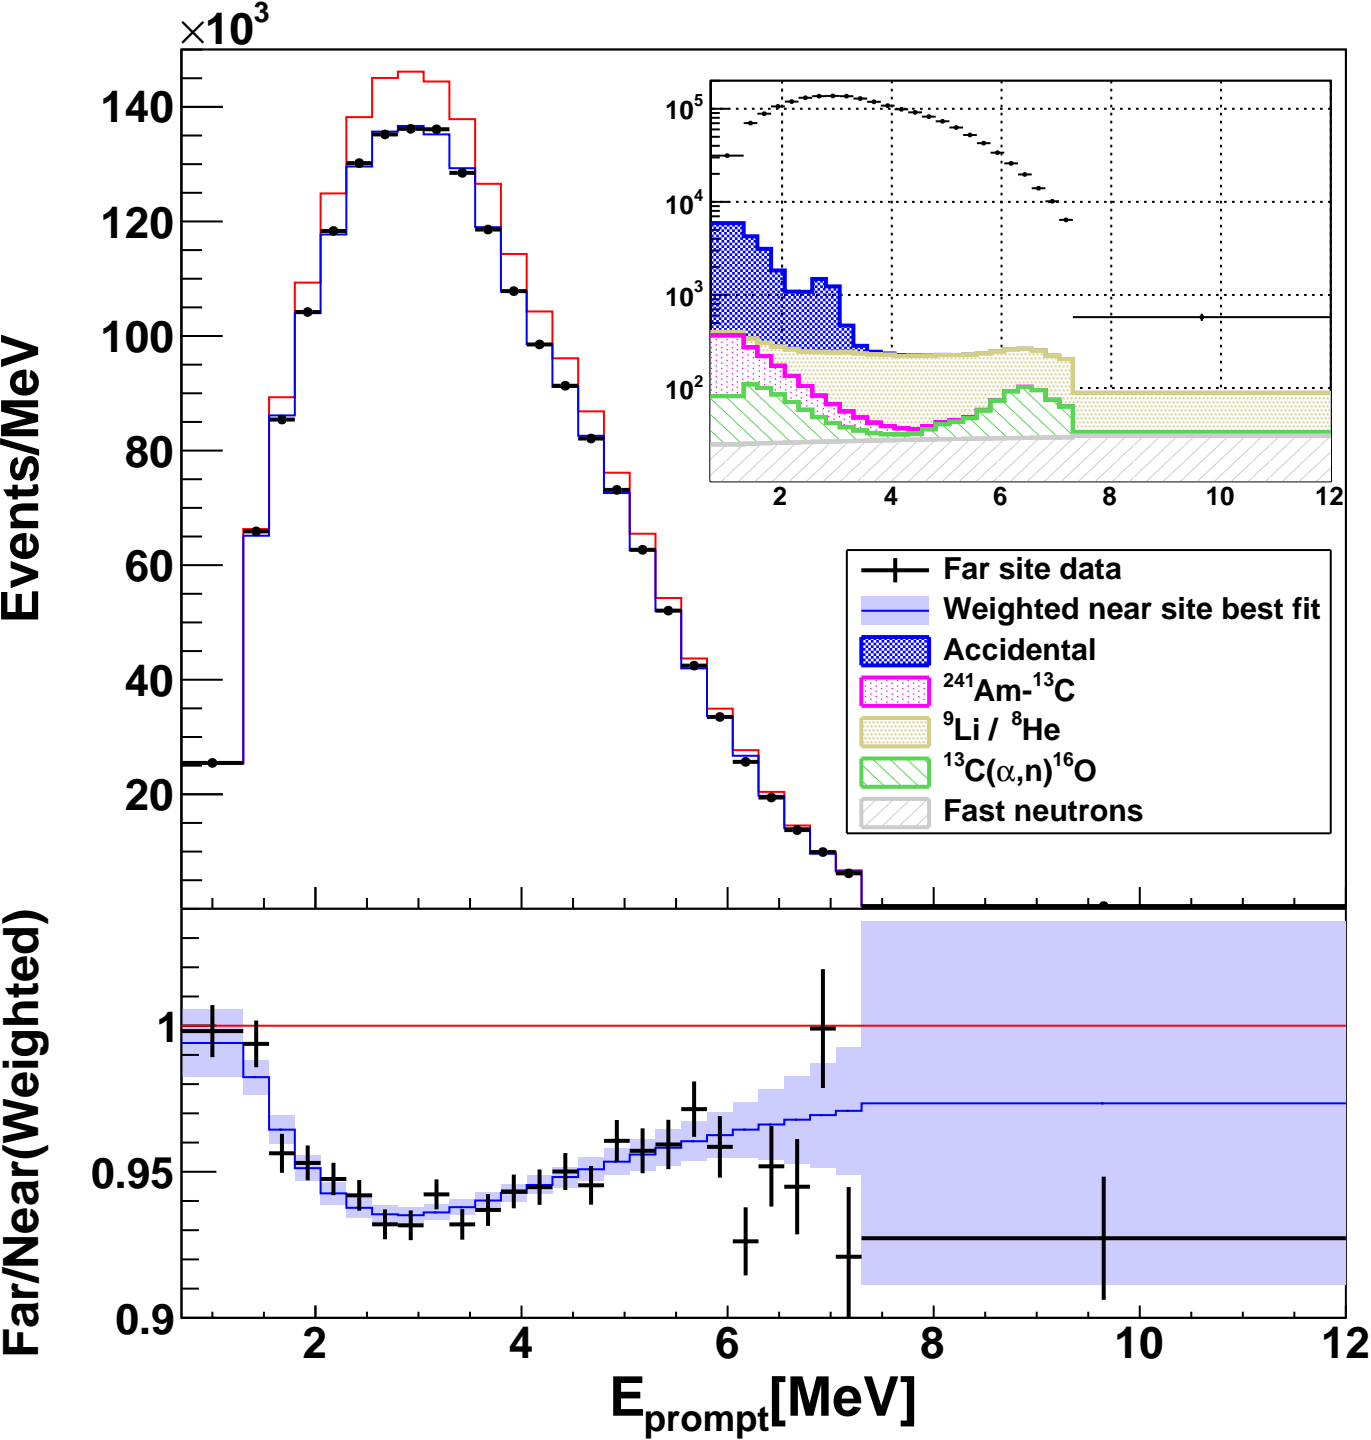 ×10³
Events/MeV
140
120
100
80
60
40
20
10⁵
10⁴
10³
10²
2 4 6 8 10 12
Far site data
Weighted near site best fit
Accidental
²⁴¹Am-¹³C
⁹Li / ⁸He
¹³C(α,n)¹⁶O
Fast neutrons
Far/Near(Weighted)
1
0.95
0.9
2 4 6 8 10 12
E_prompt[MeV]